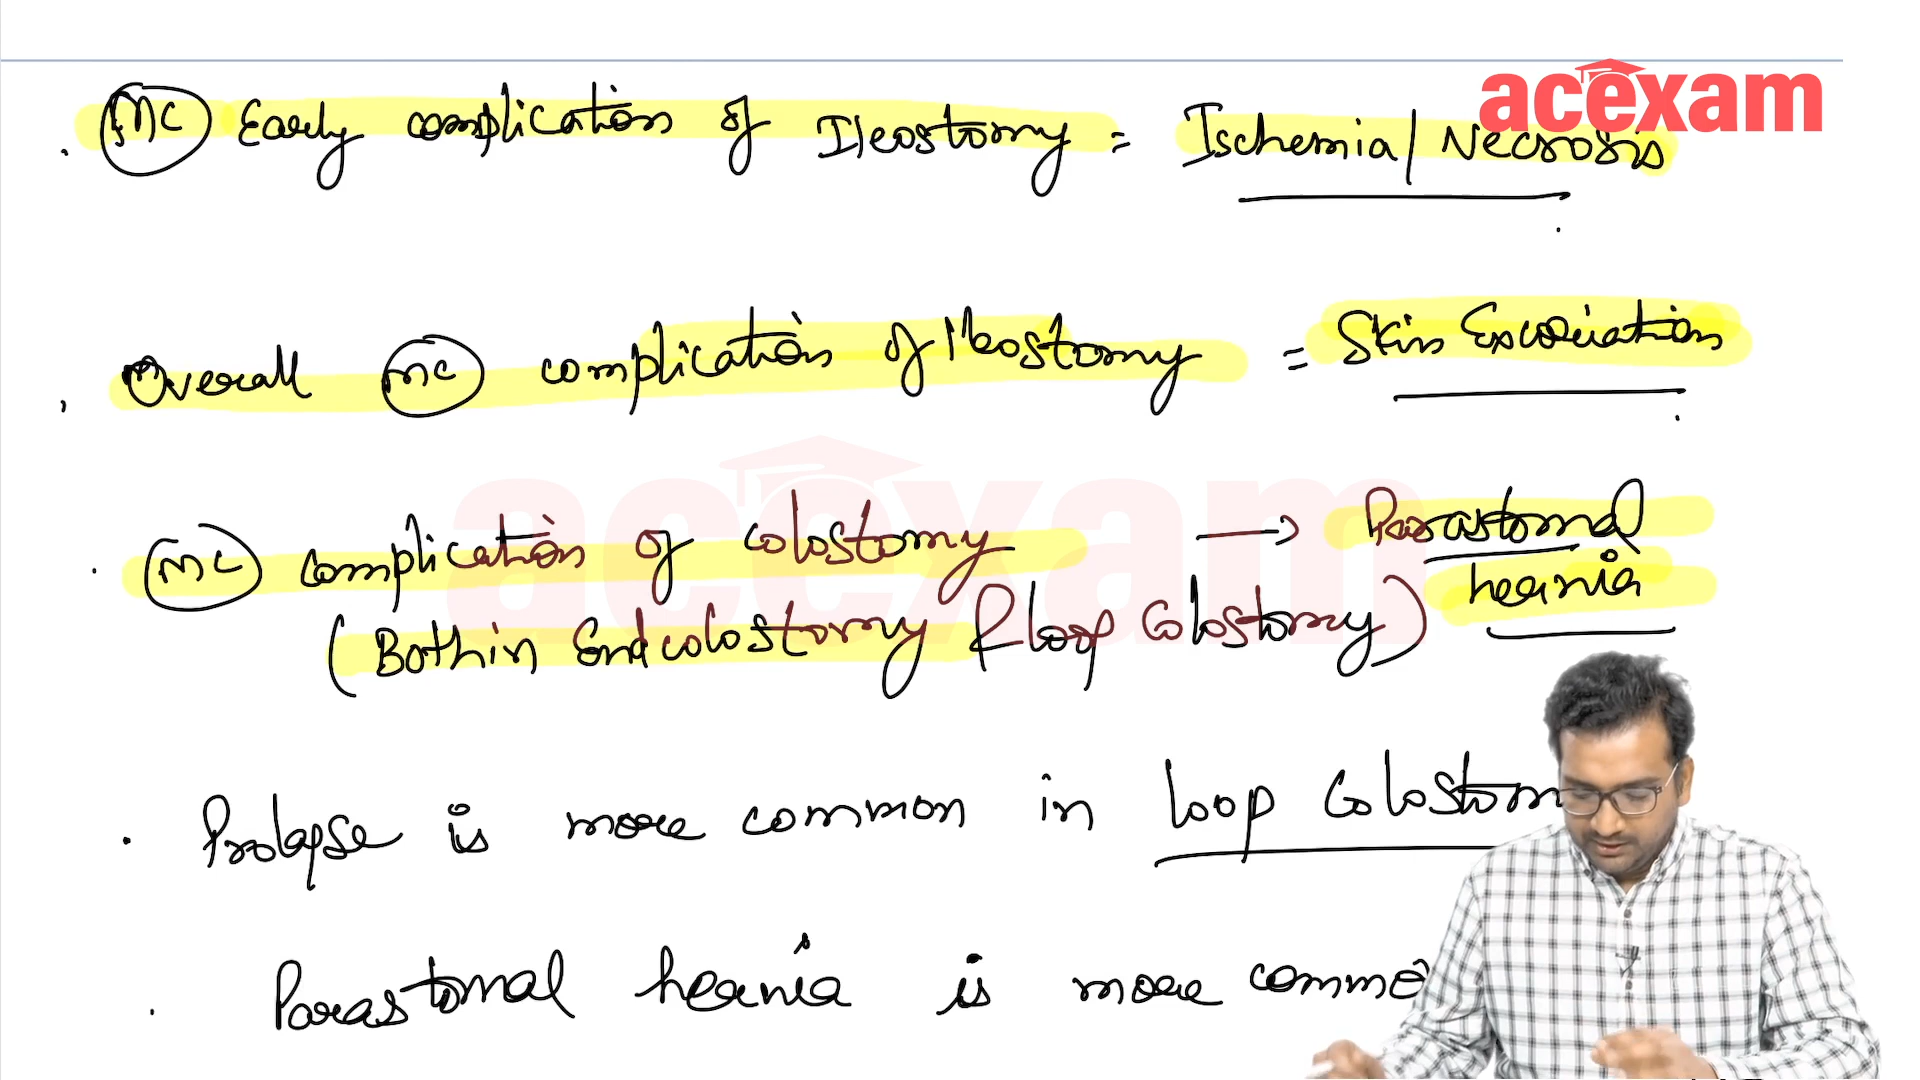 acexam
. MC Early complication of Ileostomy = Ischemia / Necrosis
. Overall MC complication of Ileostomy = Skin Excoriation
acexam
. MC complication of colostomy → Parastomal
hernia
(Both in End colostomy & loop Colostomy)
. Prolapse is more common in loop Colostom
. Parastomal hernia is more commo